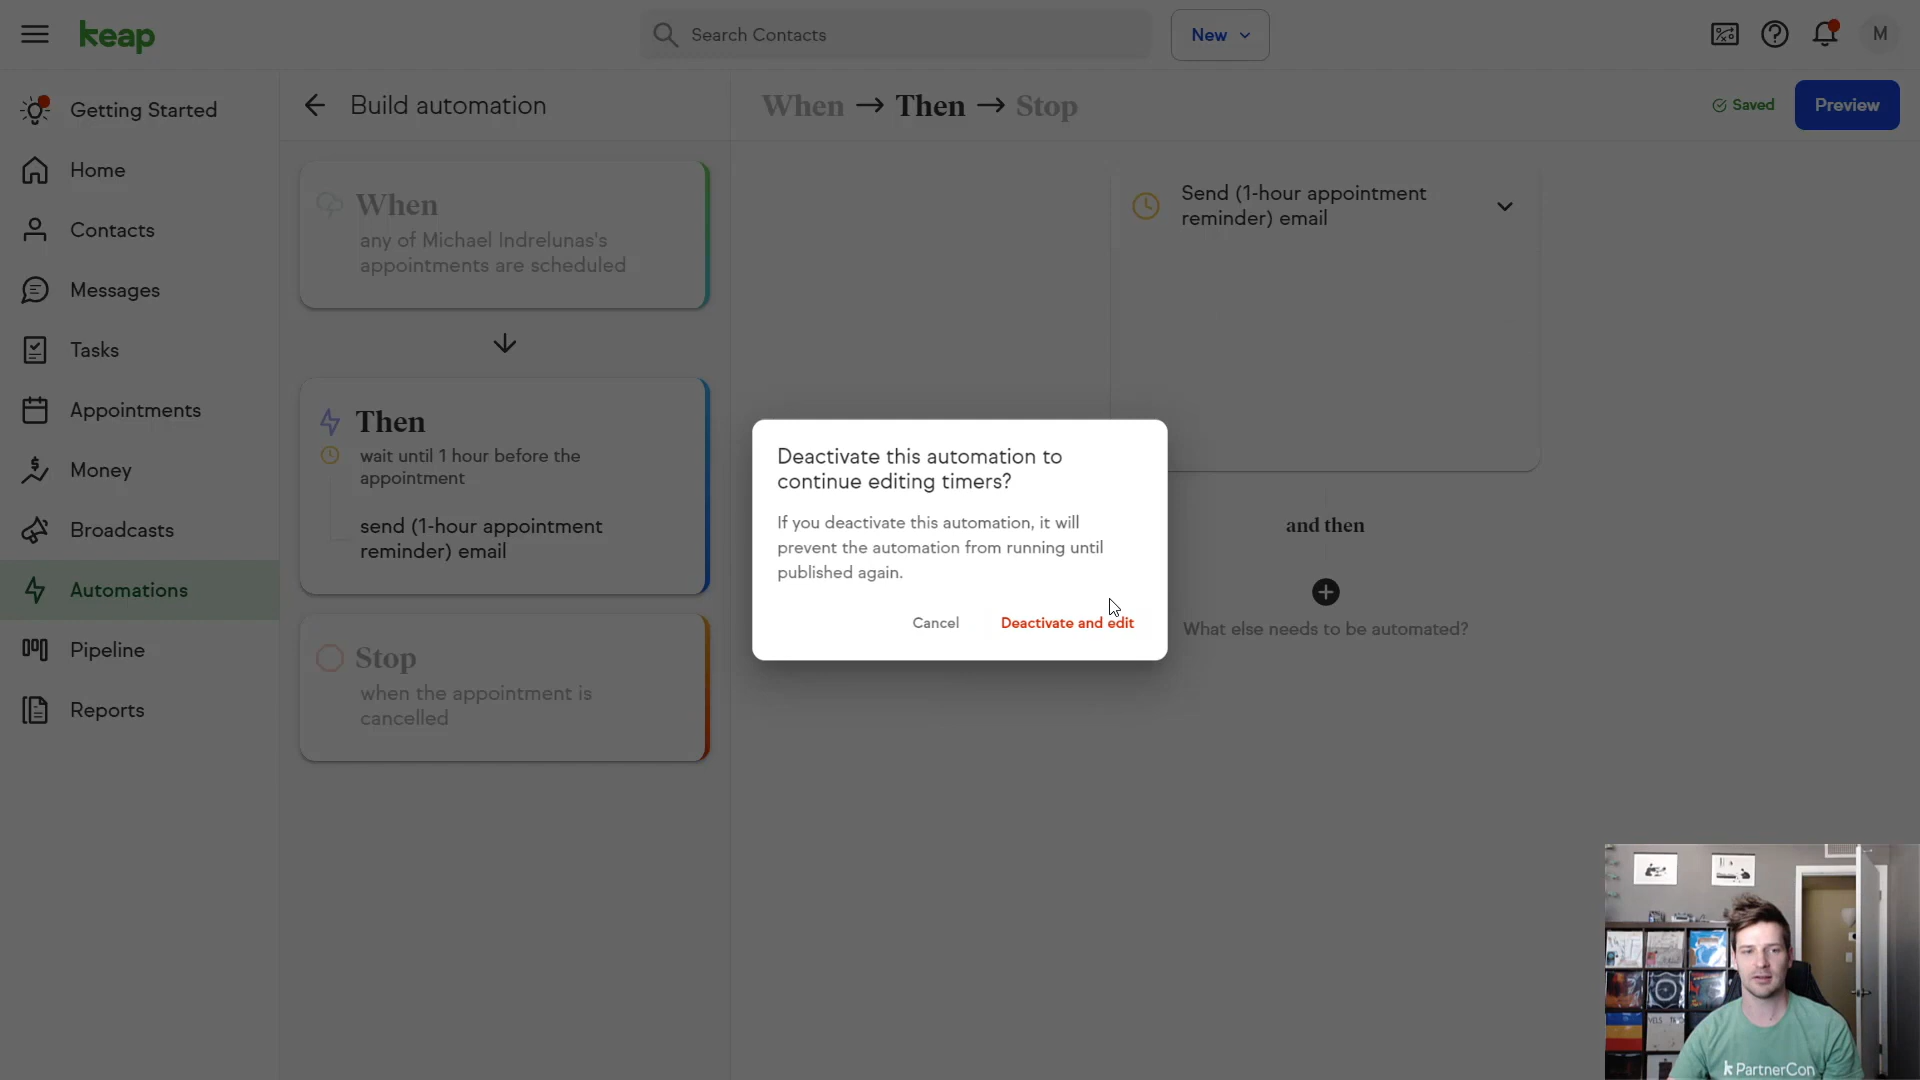 keap
Search Contacts
New
M
Getting Started
Home
Contacts
Messages
Tasks
Appointments
Money
Broadcasts
Automations
Pipeline
Reports
Build automation
When → Then → Stop
Saved
Preview
When
any of Michael Indrelunas's
appointments are scheduled
Then
wait until 1 hour before the
appointment
send (1-hour appointment
reminder) email
Stop
when the appointment is
cancelled
Send (1-hour appointment
reminder) email
and then
What else needs to be automated?
Deactivate this automation to
continue editing timers?
If you deactivate this automation, it will
prevent the automation from running until
published again.
Cancel
Deactivate and edit
PartnerCon